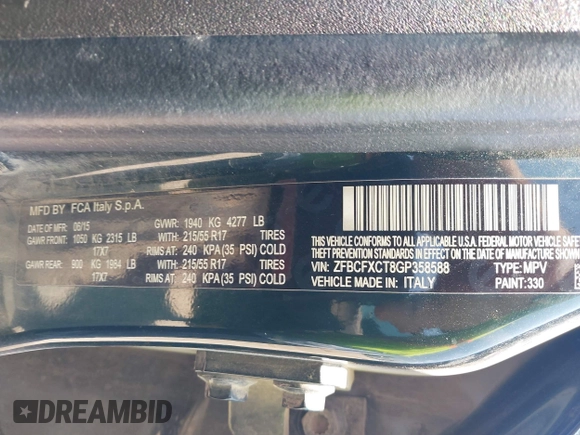 MFD BY FCA Italy S.p.A.
DATE OF MFR: 06/15 GVWR: 1940 KG 4277 LB
GAWR FRONT: 1050 KG 2315 LB WITH: 215/55 R17 TIRES
17X7 RIMS AT: 240 KPA (35 PSI) COLD
GAWR REAR: 900 KG 1984 LB WITH: 215/55 R17 TIRES
17X7 RIMS AT: 240 KPA (35 PSI) COLD
THIS VEHICLE CONFORMS TO ALL APPLICABLE U.S.A.
FEDERAL MOTOR VEHICLE SAFETY,
THEFT PREVENTION STANDARDS IN EFFECT ON THE DATE OF
VIN: ZFBCFXCT8GP358588 TYPE: MPV
VEHICLE MADE IN: ITALY PAINT: 330
DREAMBID